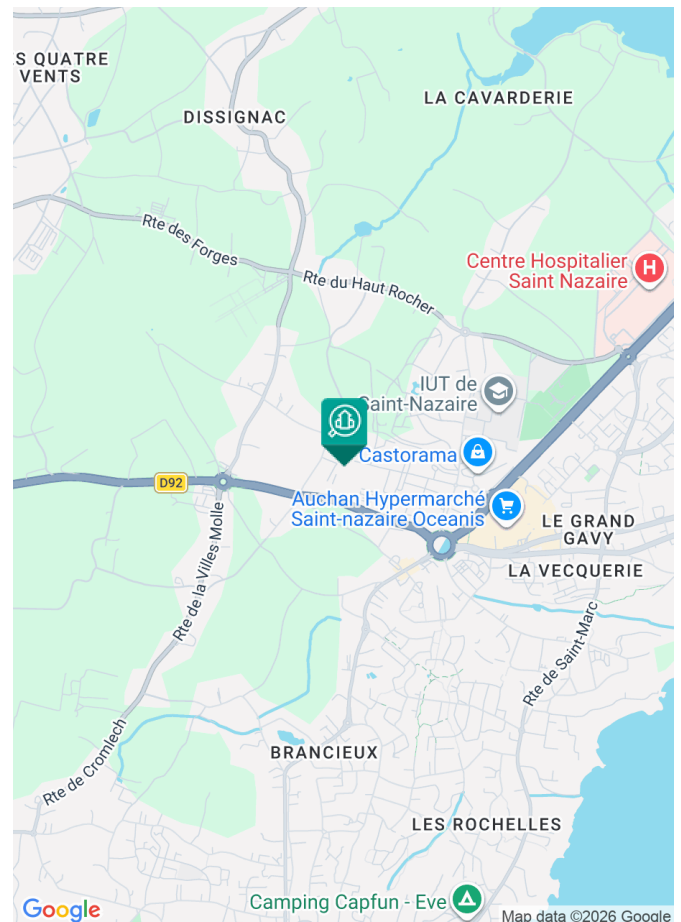 S QUATRE
VENTS
LA CAVARDERIE
DISSIGNAC
Rte des Forges
Rte du Haut Rocher
Centre Hospitalier
Saint Nazaire
H
IUT de
Saint-Nazaire
Castorama
D92
Auchan Hypermarché
Saint-nazaire Oceanis
LE GRAND
GAVY
LA VECQUERIE
Rte de la Villes Molle
Rte de Saint-Marc
Rte de Cromlech
BRANCIEUX
LES ROCHELLES
Camping Capfun - Eve
Google
Map data ©2026 Google